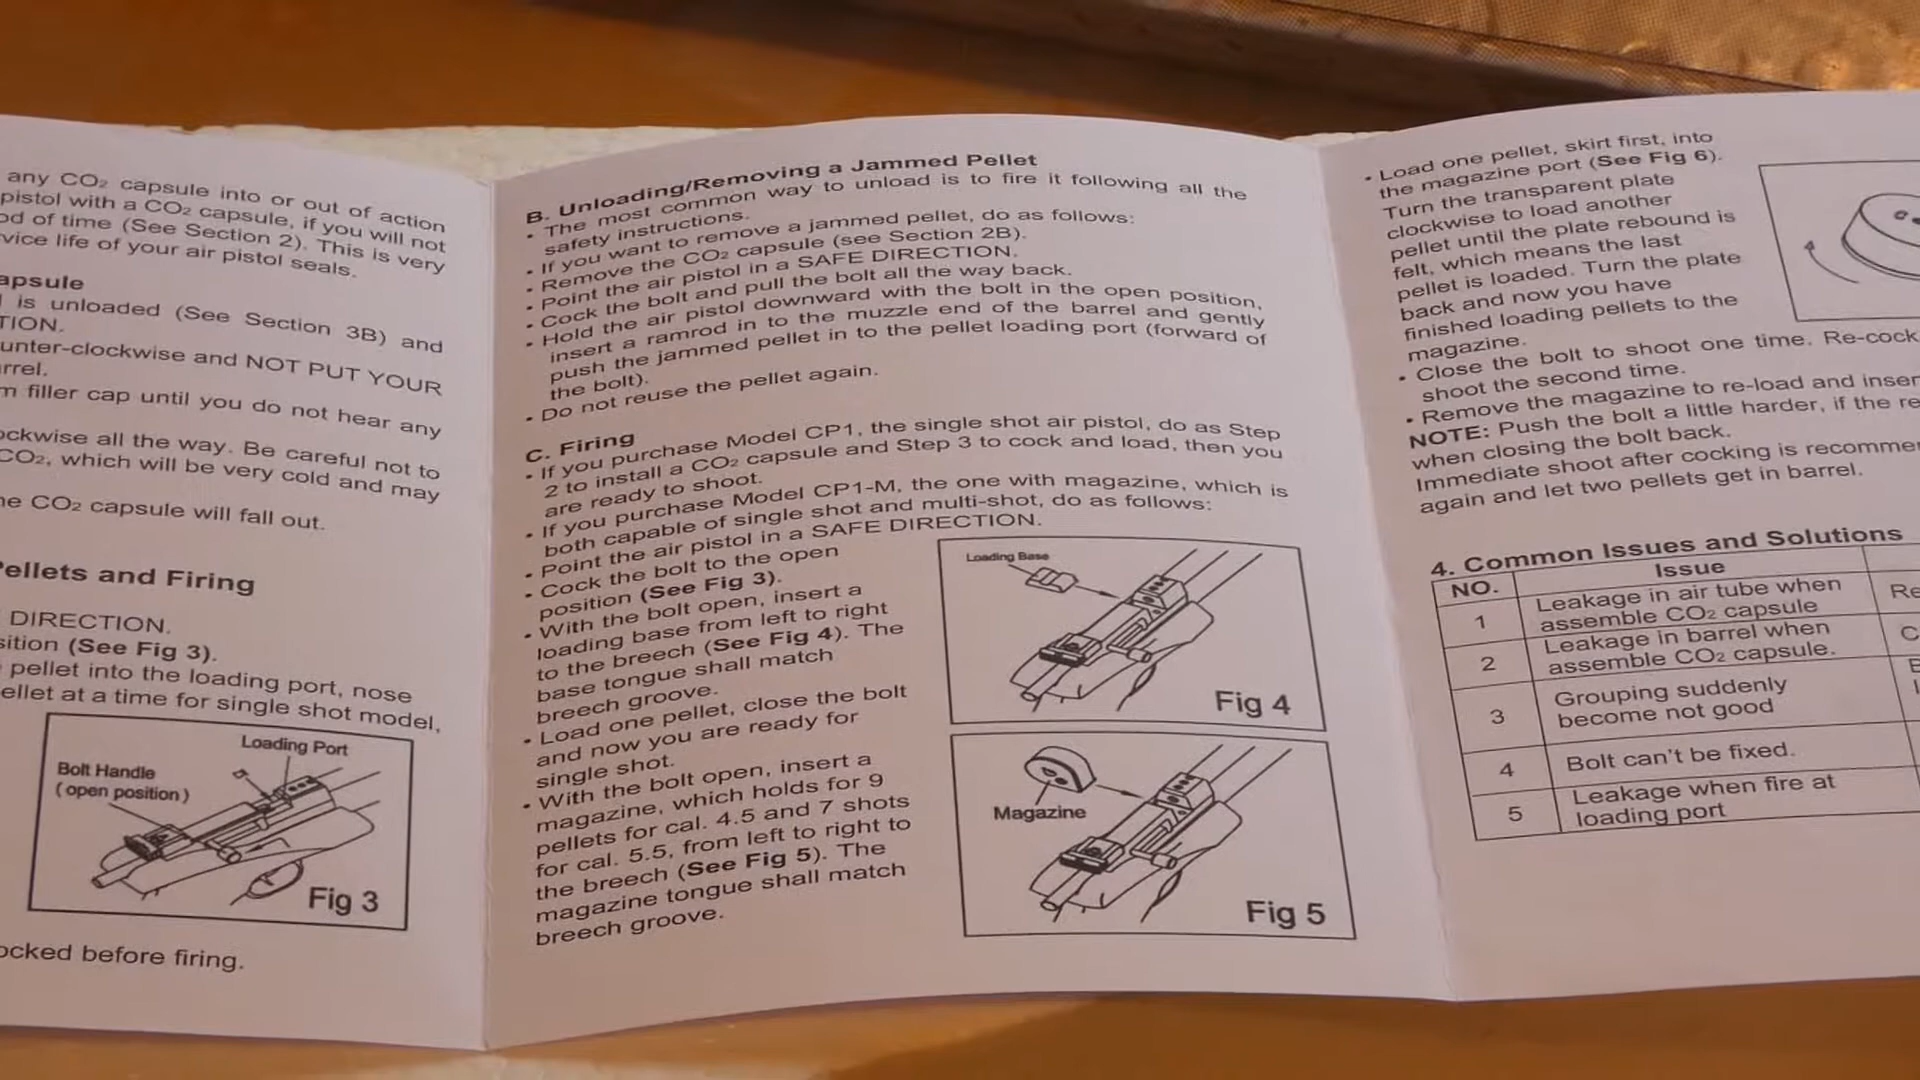 any CO2 capsule into or out of action
pistol with a CO2 capsule, if you will not
od of time (See Section 2). This is very
vice life of your air pistol seals.
apsule
is unloaded (See Section 3B) and
TION.
unter-clockwise and NOT PUT YOUR
rrel.
m filler cap until you do not hear any
ockwise all the way. Be careful not to
CO2, which will be very cold and may
he CO2 capsule will fall out.
Pellets and Firing
DIRECTION.
sition (See Fig 3).
pellet into the loading port, nose
ellet at a time for single shot model,
Loading Port
Bolt Handle
(open position)
Fig 3
ocked before firing.
B. Unloading/Removing a Jammed Pellet
• The most common way to unload is to fire it following all the
safety instructions.
• If you want to remove a jammed pellet, do as follows:
• Remove the CO2 capsule (see Section 2B).
• Point the air pistol in a SAFE DIRECTION.
• Cock the bolt and pull the bolt all the way back.
• Hold the air pistol downward with the bolt in the open position,
insert a ramrod in to the muzzle end of the barrel and gently
push the jammed pellet in to the pellet loading port (forward of
the bolt).
• Do not reuse the pellet again.
C. Firing
• If you purchase Model CP1, the single shot air pistol, do as Step
2 to install a CO2 capsule and Step 3 to cock and load, then you
are ready to shoot.
• If you purchase Model CP1-M, the one with magazine, which is
both capable of single shot and multi-shot, do as follows:
• Point the air pistol in a SAFE DIRECTION.
• Cock the bolt to the open
position (See Fig 3).
• With the bolt open, insert a
loading base from left to right
to the breech (See Fig 4). The
base tongue shall match
breech groove.
• Load one pellet, close the bolt
and now you are ready for
single shot.
• With the bolt open, insert a
magazine, which holds for 9
pellets for cal. 4.5 and 7 shots
for cal. 5.5, from left to right to
the breech (See Fig 5). The
magazine tongue shall match
breech groove.
Loading Base
Fig 4
Magazine
Fig 5
• Load one pellet, skirt first, into
the magazine port (See Fig 6).
Turn the transparent plate
clockwise to load another
pellet until the plate rebound is
felt, which means the last
pellet is loaded. Turn the plate
back and now you have
finished loading pellets to the
magazine.
• Close the bolt to shoot one time. Re-cock
shoot the second time.
• Remove the magazine to re-load and inser
NOTE: Push the bolt a little harder, if the re
when closing the bolt back.
Immediate shoot after cocking is recomme
again and let two pellets get in barrel.
4. Common Issues and Solutions
NO. Issue
1 Leakage in air tube when
assemble CO2 capsule
Re
2 Leakage in barrel when
assemble CO2 capsule.
C
3 Grouping suddenly
become not good
4 Bolt can't be fixed.
5 Leakage when fire at
loading port